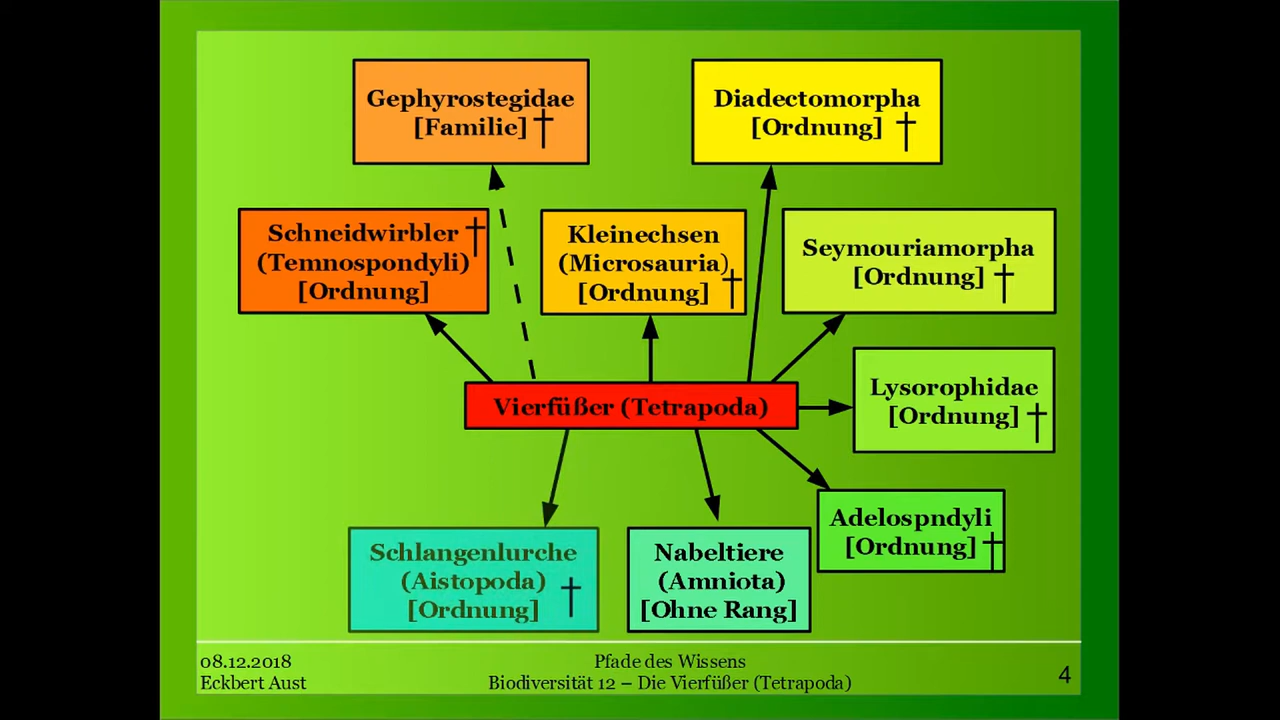 Gephyrostegidae
[Familie] †
Diadectomorpha
[Ordnung] †
Schneidwirbler †
(Temnospondyli)
[Ordnung]
Kleinechsen
(Microsauria)
[Ordnung] †
Seymouriamorpha
[Ordnung] †
Lysorophidae
[Ordnung] †
Vierfüßer (Tetrapoda)
Adelospndyli
[Ordnung] †
Schlangenlurche
(Aistopoda)
[Ordnung] †
Nabeltiere
(Amniota)
[Ohne Rang]
08.12.2018
Eckbert Aust
Pfade des Wissens
Biodiversität 12 – Die Vierfüßer (Tetrapoda)
4